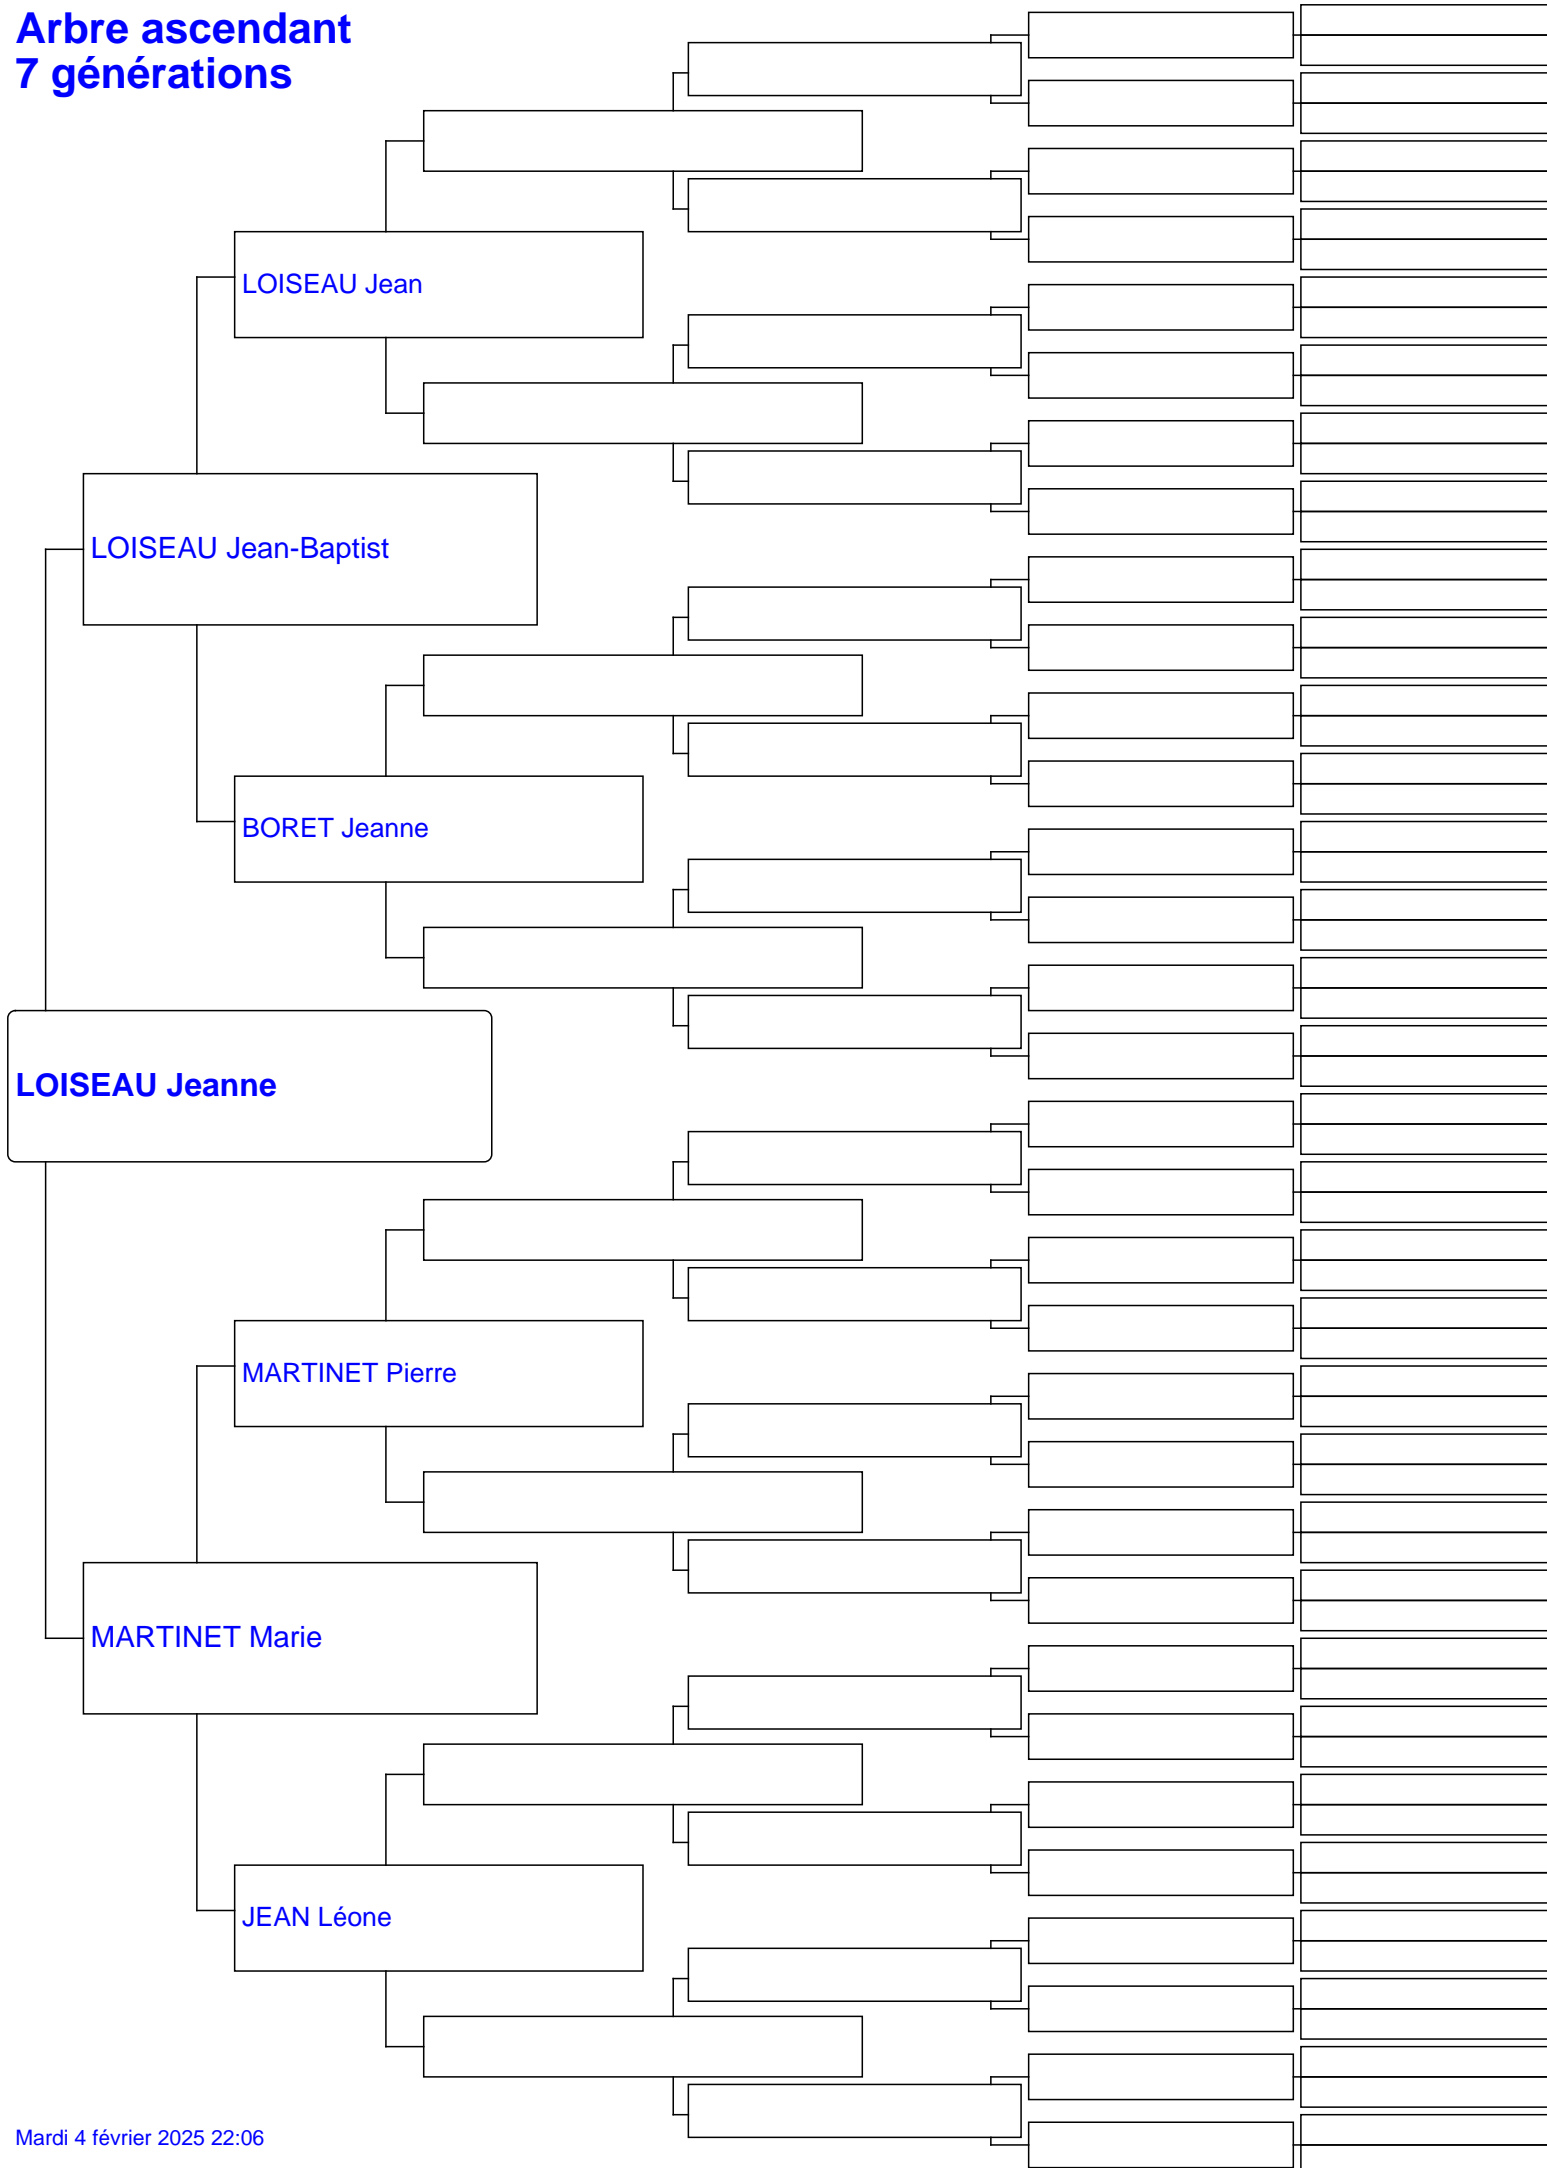 Arbre ascendant
7 générations
LOISEAU Jean
LOISEAU Jean-Baptist
BORET Jeanne
LOISEAU Jeanne
MARTINET Pierre
MARTINET Marie
JEAN Léone
Mardi 4 février 2025 22:06